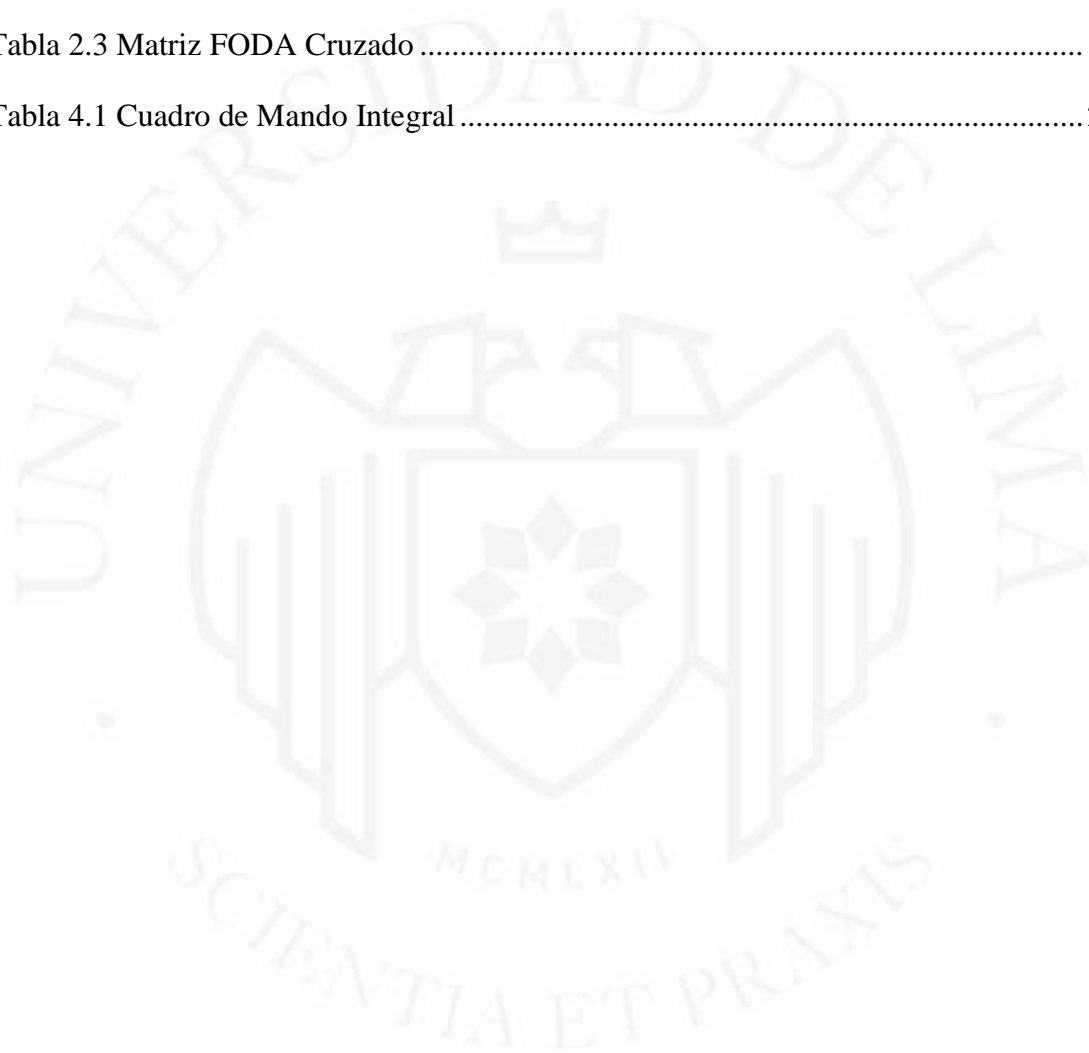 Tabla 2.3 Matriz FODA Cruzado ........................................................................................................
Tabla 4.1 Cuadro de Mando Integral ..................................................................................................
UNIVERSIDAD DE LIMA
MCMLXII
SCIENTIA ET PRAXIS